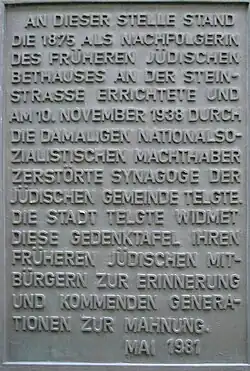 AN DIESER STELLE STAND
DIE 1875 ALS NACHFOLGERIN
DES FRÜHEREN JÜDISCHEN
BETHAUSES AN DER STEIN-
STRASSE ERRICHTETE UND
AM 10. NOVEMBER 1938 DURCH
DIE DAMALIGEN NATIONALSO-
ZIALISTISCHEN MACHTHABER
ZERSTÖRTE SYNAGOGE DER
JÜDISCHEN GEMEINDE TELGTE.
DIE STADT TELGTE WIDMET
DIESE GEDENKTAFEL IHREN
FRÜHEREN JÜDISCHEN MIT-
BÜRGERN ZUR ERINNERUNG
UND KOMMENDEN GENERA-
TIONEN ZUR MAHNUNG.
MAI 1981